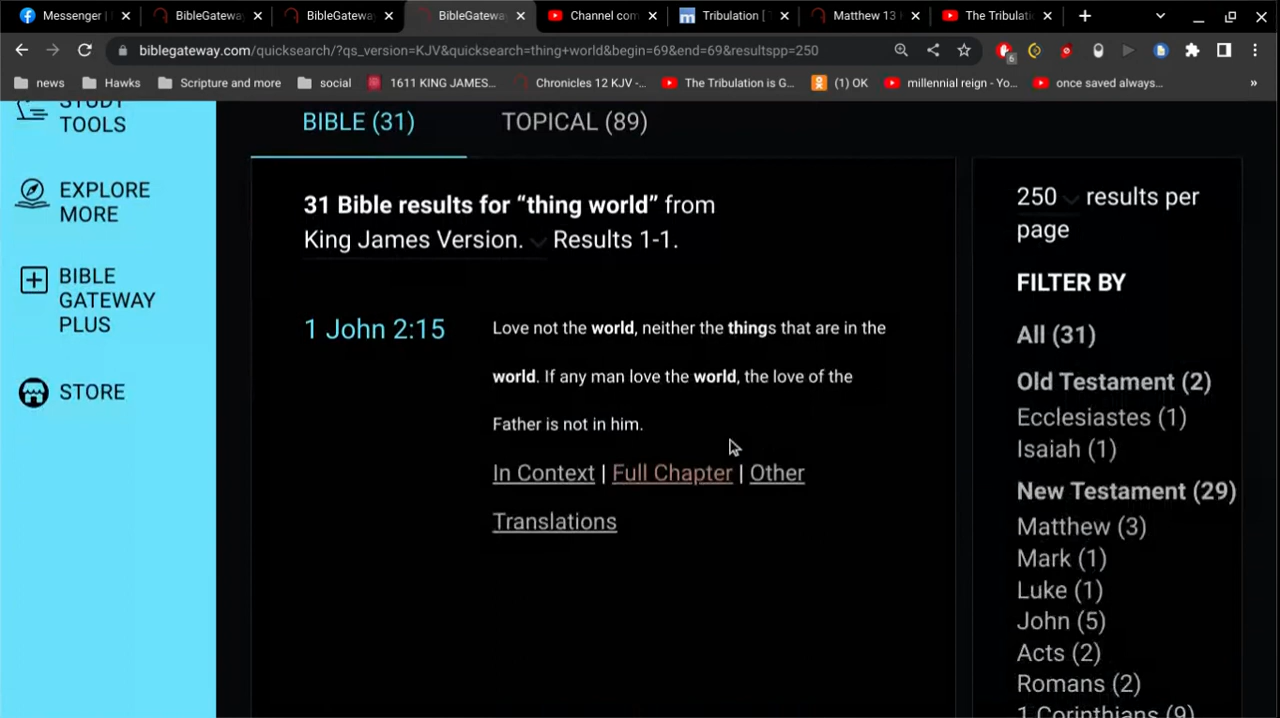 Messenger |
BibleGateway
BibleGateway
BibleGateway
Channel com
Tribulation [
Matthew 13
The Tribulati
biblegateway.com/quicksearch/?qs_version=KJV&quicksearch=thing+world&begin=69&end=69&resultspp=250
6
news
Hawks
Scripture and more
social
1611 KING JAMES...
Chronicles 12 KJV -...
The Tribulation is G...
(1) OK
millennial reign - Yo...
once saved always...
»
STUDY
TOOLS
EXPLORE
MORE
BIBLE
GATEWAY
PLUS
STORE
BIBLE (31)
TOPICAL (89)
31 Bible results for “thing world” from
King James Version. Results 1-1.
1 John 2:15
Love not the world, neither the things that are in the
world. If any man love the world, the love of the
Father is not in him.
In Context | Full Chapter | Other
Translations
250 results per
page
FILTER BY
All (31)
Old Testament (2)
Ecclesiastes (1)
Isaiah (1)
New Testament (29)
Matthew (3)
Mark (1)
Luke (1)
John (5)
Acts (2)
Romans (2)
1 Corinthians (9)